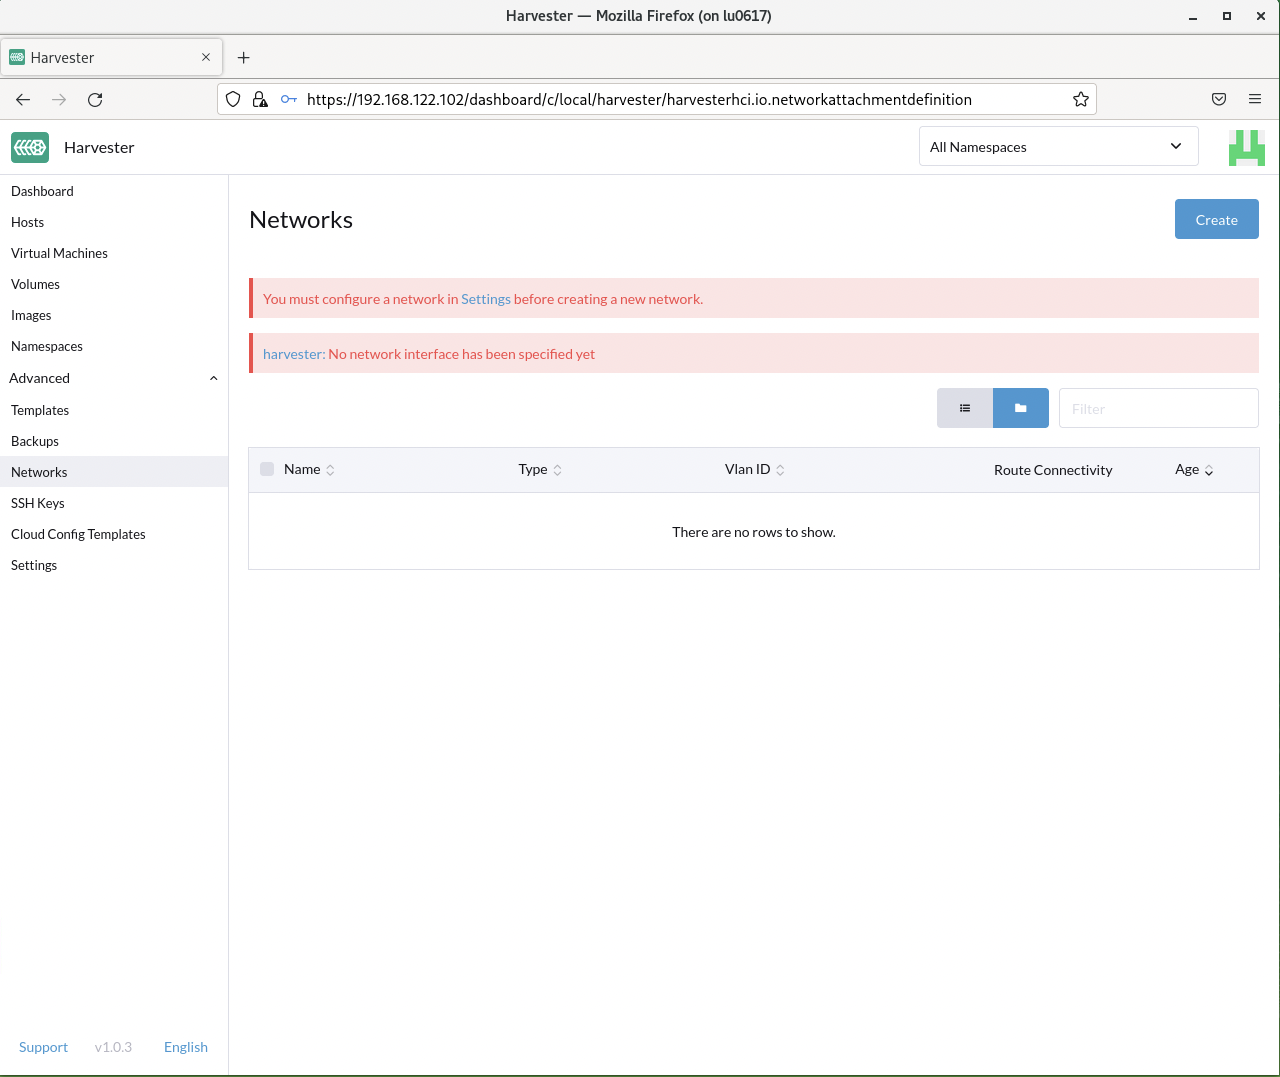 Harvester — Mozilla Firefox (on lu0617)
Harvester
https://192.168.122.102/dashboard/c/local/harvester/harvesterhci.io.networkattachmentdefinition
Harvester
All Namespaces
Dashboard
Hosts
Virtual Machines
Volumes
Images
Namespaces
Advanced
Templates
Backups
Networks
SSH Keys
Cloud Config Templates
Settings
Support v1.0.3 English
Networks
Create
You must configure a network in Settings before creating a new network.
harvester: No network interface has been specified yet
Filter
Name Type Vlan ID Route Connectivity Age
There are no rows to show.